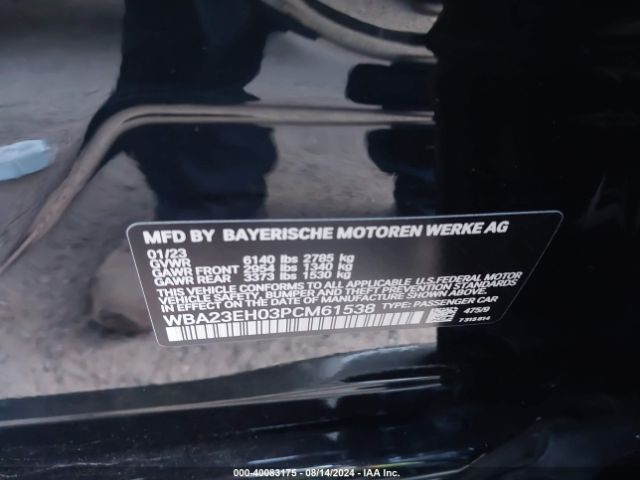 MFD BY BAYERISCHE MOTOREN WERKE AG
01/23
GVWR 6140 lbs 2785 kg
GAWR FRONT 2954 lbs 1340 kg
GAWR REAR 3373 lbs 1530 kg
THIS VEHICLE CONFORMS TO ALL APPLICABLE U.S. FEDERAL MOTOR
VEHICLE SAFETY, BUMPER, AND THEFT PREVENTION STANDARDS
IN EFFECT ON THE DATE OF MANUFACTURE SHOWN ABOVE.
WBA23EH03PCM61538 TYPE: PASSENGER CAR
475/9
7 315 814
000-40083175 - 08/14/2024 - IAA Inc.